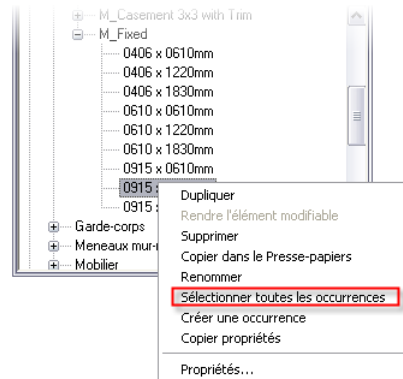 M_Casement 3x3 with Trim
M_Fixed
0406 x 0610mm
0406 x 1220mm
0406 x 1830mm
0610 x 0610mm
0610 x 1220mm
0610 x 1830mm
0915 x 0610mm
0915
0915
Garde-corps
Meneaux mur-
Mobilier
Dupliquer
Rendre l'élément modifiable
Supprimer
Copier dans le Presse-papiers
Renommer
Sélectionner toutes les occurrences
Créer une occurrence
Copier propriétés
Propriétés...